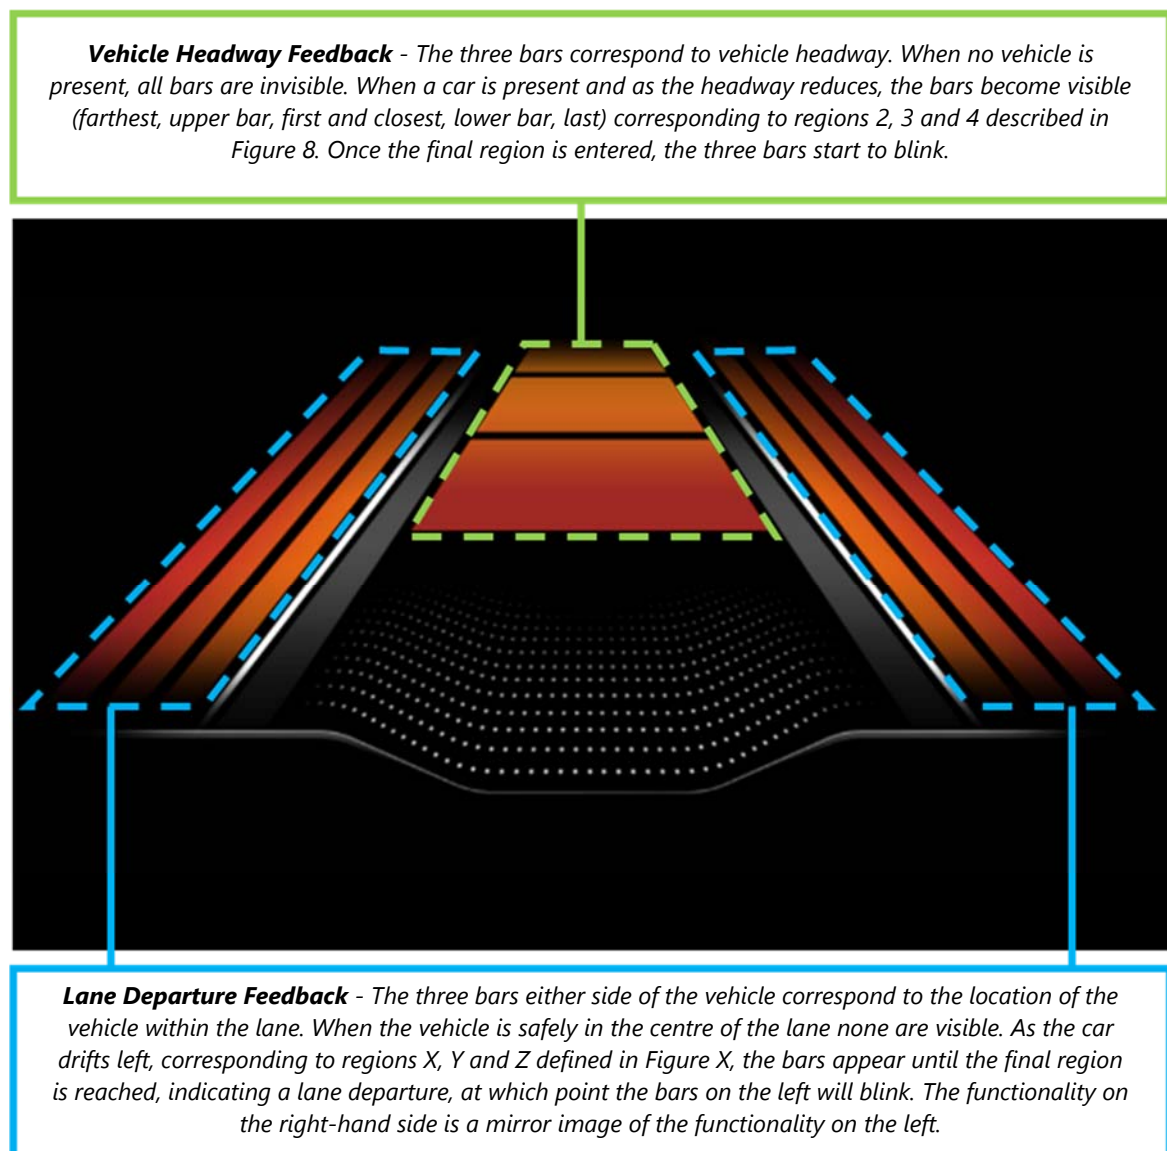 Vehicle Headway Feedback - The three bars correspond to vehicle headway. When no vehicle is
present, all bars are invisible. When a car is present and as the headway reduces, the bars become visible
(farthest, upper bar, first and closest, lower bar, last) corresponding to regions 2, 3 and 4 described in
Figure 8. Once the final region is entered, the three bars start to blink.
Lane Departure Feedback - The three bars either side of the vehicle correspond to the location of the
vehicle within the lane. When the vehicle is safely in the centre of the lane none are visible. As the car
drifts left, corresponding to regions X, Y and Z defined in Figure X, the bars appear until the final region
is reached, indicating a lane departure, at which point the bars on the left will blink. The functionality on
the right-hand side is a mirror image of the functionality on the left.